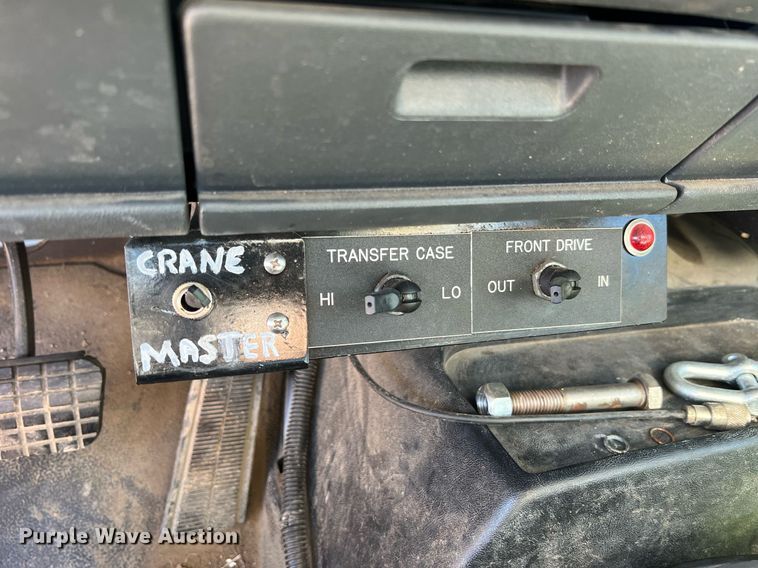 CRANE
MASTER
TRANSFER CASE
HI LO
FRONT DRIVE
OUT IN
Purple Wave Auction